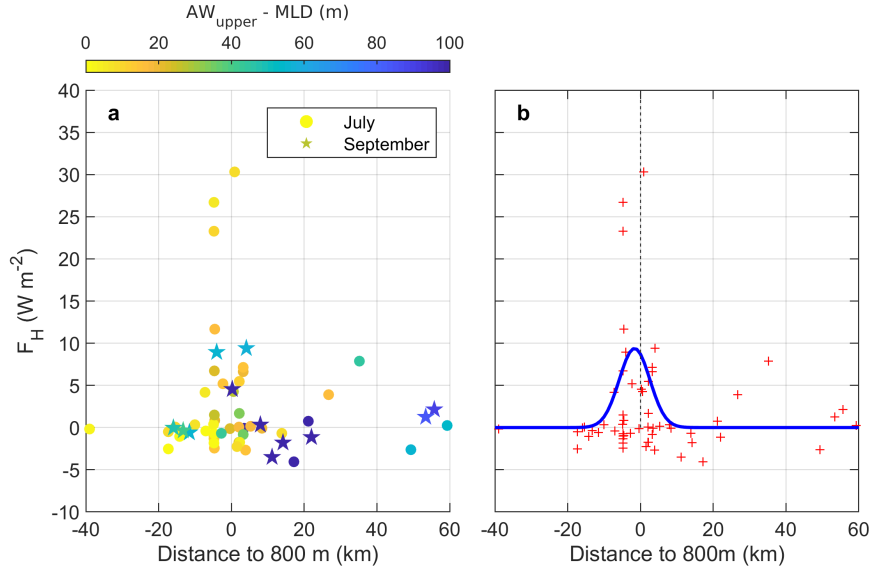 AW_upper - MLD (m)
0 20 40 60 80 100
a
July
September
b
F_H (W m^-2)
40
35
30
25
20
15
10
5
0
-5
-10
-40 -20 0 20 40 60
-40 -20 0 20 40 60
Distance to 800 m (km)
Distance to 800m (km)